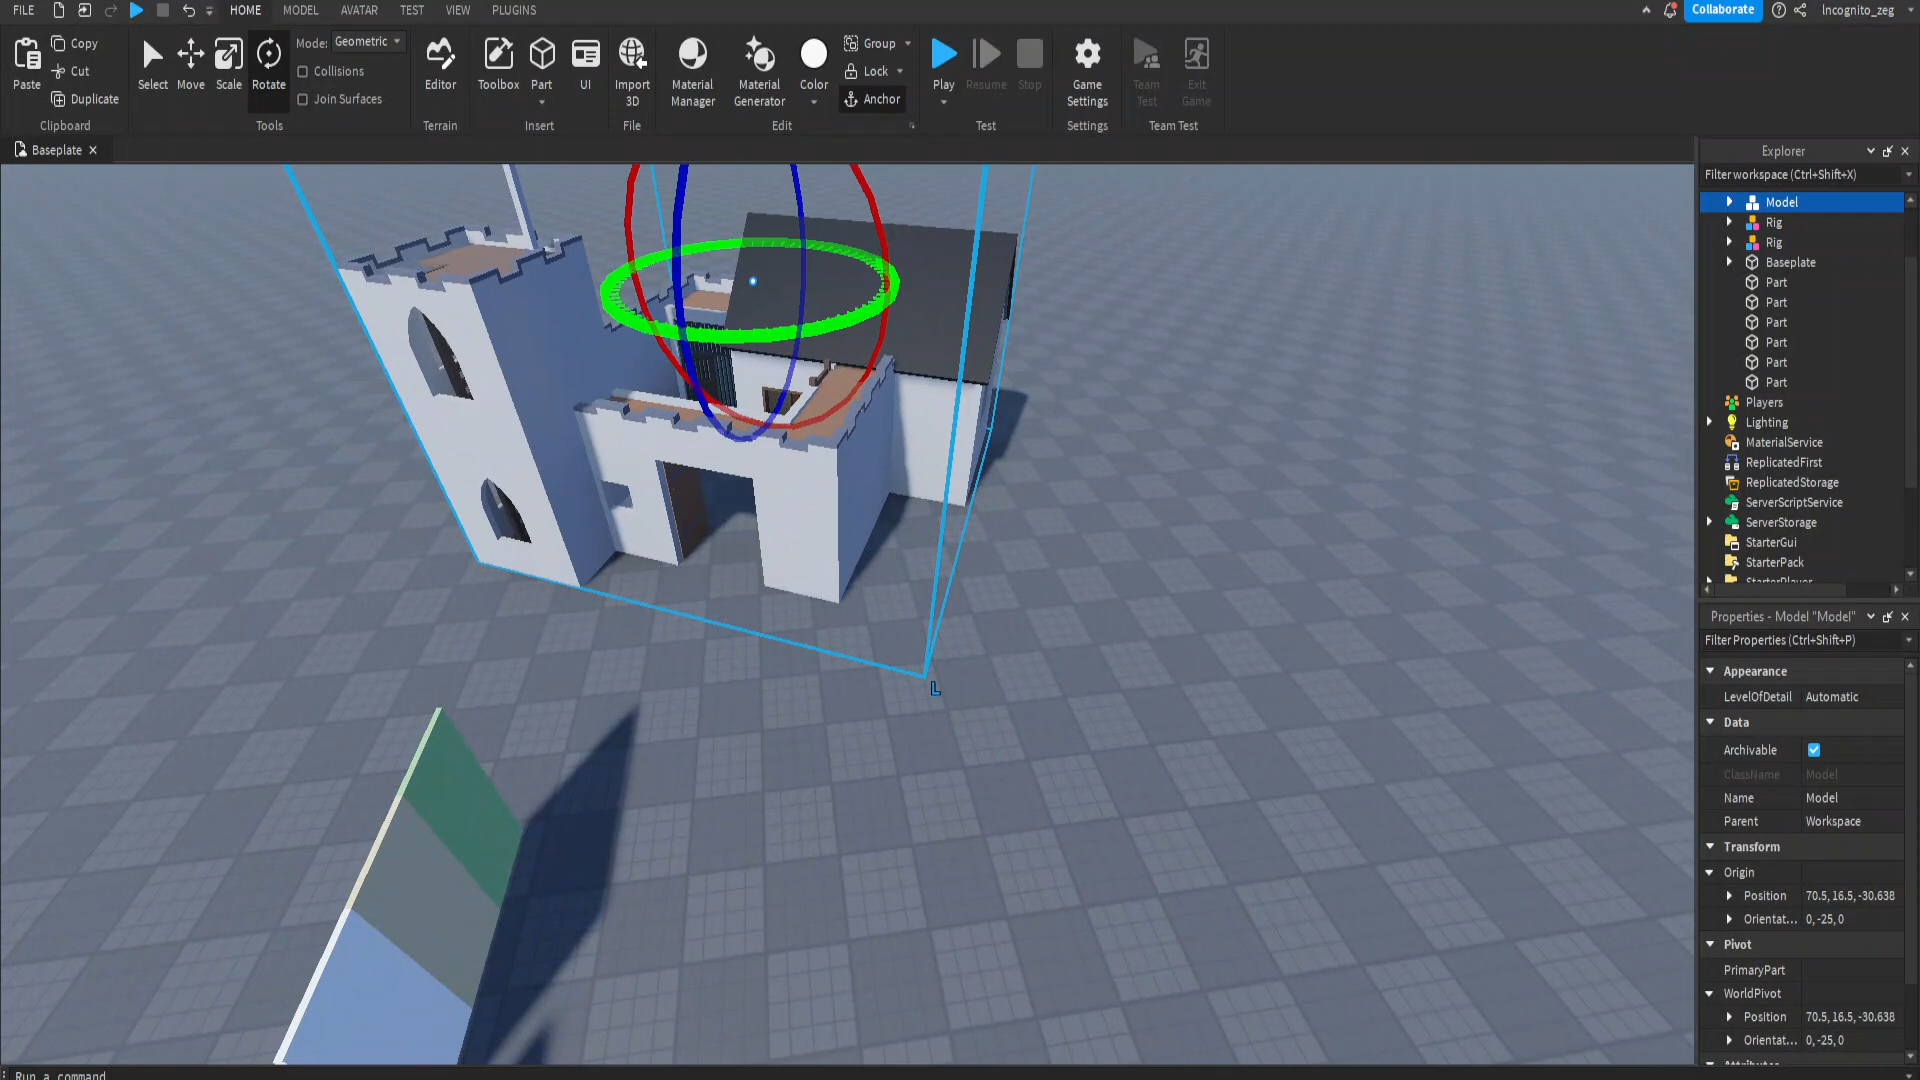 FILE HOME MODEL AVATAR TEST VIEW PLUGINS Collaborate Incognito_zeg
Paste Copy Cut Duplicate Clipboard
Select Move Scale Rotate Mode: Geometric Collisions Join Surfaces Tools
Editor Terrain
Toolbox Part UI Insert
Import 3D File
Material Manager Material Generator Color Group Lock Anchor Edit
Play Resume Stop Test
Game Settings Settings
Team Test Exit Game Team Test
Baseplate
L
Explorer
Filter workspace (Ctrl+Shift+X)
Model
Rig
Rig
Baseplate
Part
Part
Part
Part
Part
Part
Players
Lighting
MaterialService
ReplicatedFirst
ReplicatedStorage
ServerScriptService
ServerStorage
StarterGui
StarterPack
StarterPlayer
Properties - Model "Model"
Filter Properties (Ctrl+Shift+P)
Appearance
LevelOfDetail Automatic
Data
Archivable
ClassName Model
Name Model
Parent Workspace
Transform
Origin
Position 70.5, 16.5, -30.638
Orientat... 0, -25, 0
Pivot
PrimaryPart
WorldPivot
Position 70.5, 16.5, -30.638
Orientat... 0, -25, 0
Attributes
Run a command